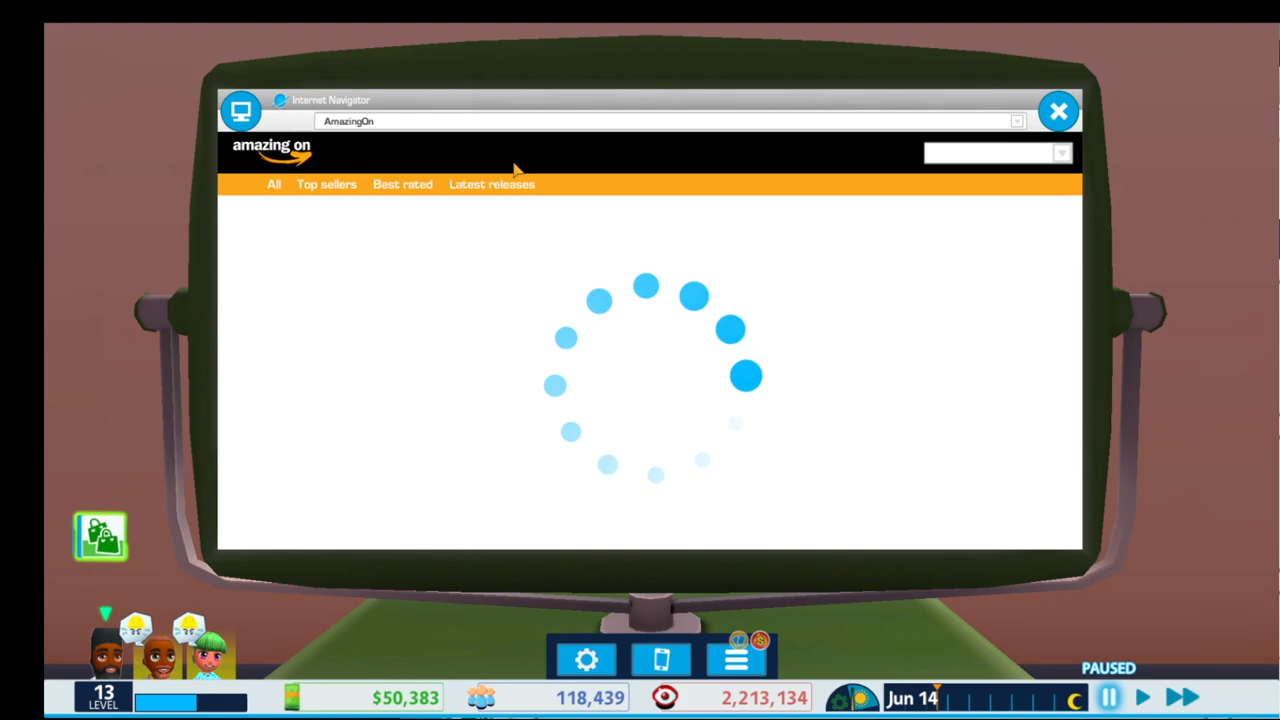 Internet Navigator
AmazingOn
amazing on
All Top sellers Best rated Latest releases
PAUSED
13
LEVEL
$50,383 118,439 2,213,134 Jun 14